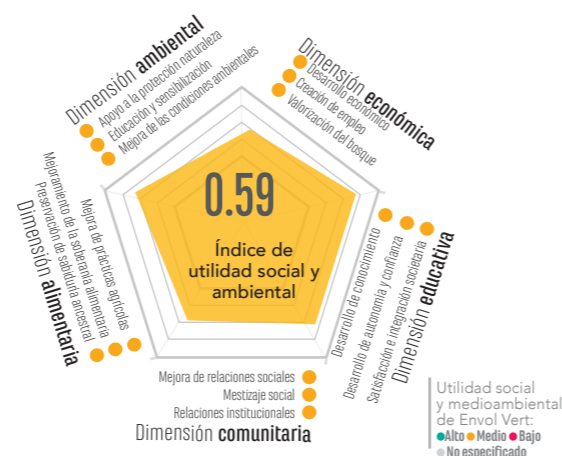 Dimensión ambiental
Apoyo a la protección naturaleza
Educación y sensibilización
Mejora de las condiciones ambientales
Dimensión económica
Desarrollo económico
Creación de empleo
Valorización del bosque
0.59
Índice de
utilidad social y
ambiental
Mejora de prácticas agrícolas
Mejoramiento de la soberanía alimentaria
Preservación de sabiduría ancestral
Dimensión alimentaria
Desarrollo de conocimiento
Desarrollo de autonomía y confianza
Satisfacción e integración societaria
Dimensión educativa
Mejora de relaciones sociales
Mestizaje social
Relaciones institucionales
Dimensión comunitaria
Utilidad social
y medioambiental
de Envol Vert:
Alto Medio Bajo
No especificado